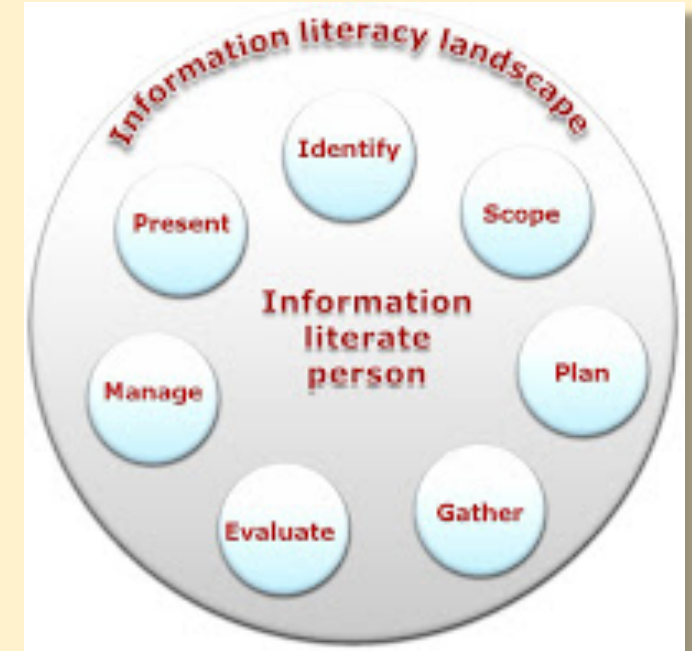 Information literacy landscape
Identify
Scope
Plan
Gather
Evaluate
Manage
Present
Information
literate
person